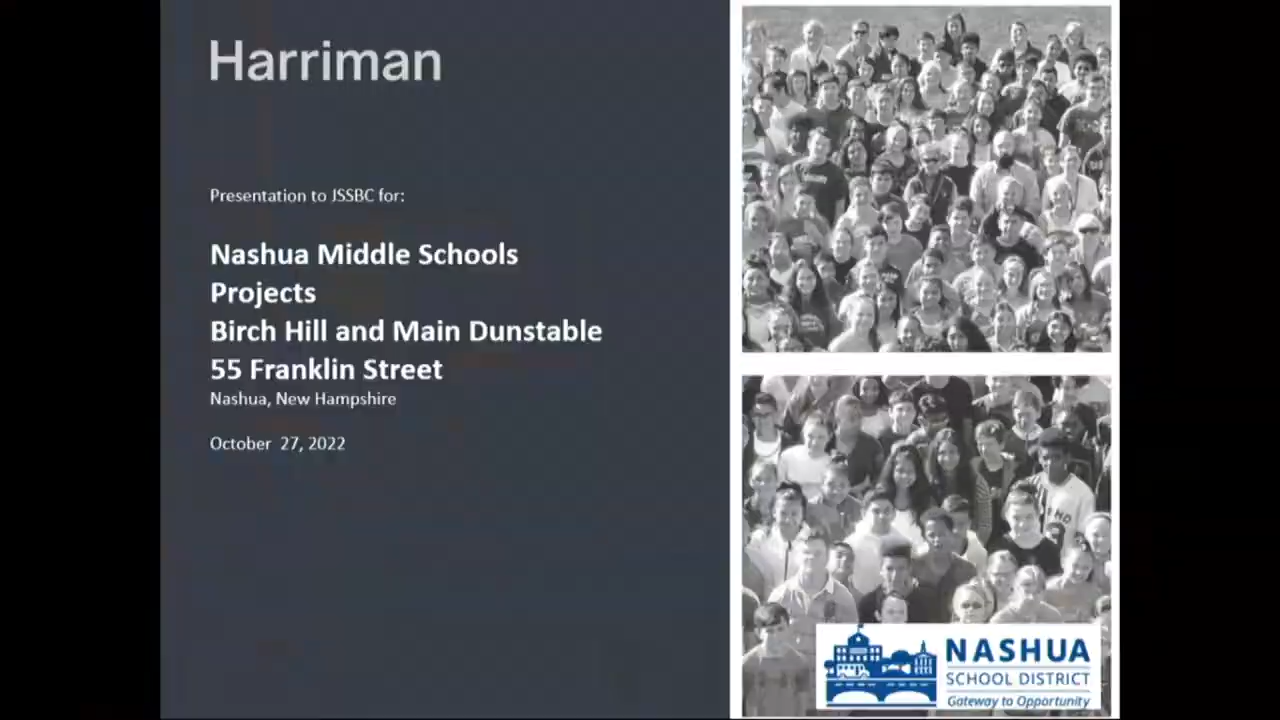 Harriman
Presentation to JSSBC for:
Nashua Middle Schools
Projects
Birch Hill and Main Dunstable
55 Franklin Street
Nashua, New Hampshire
October 27, 2022
NASHUA
SCHOOL DISTRICT
Gateway to Opportunity